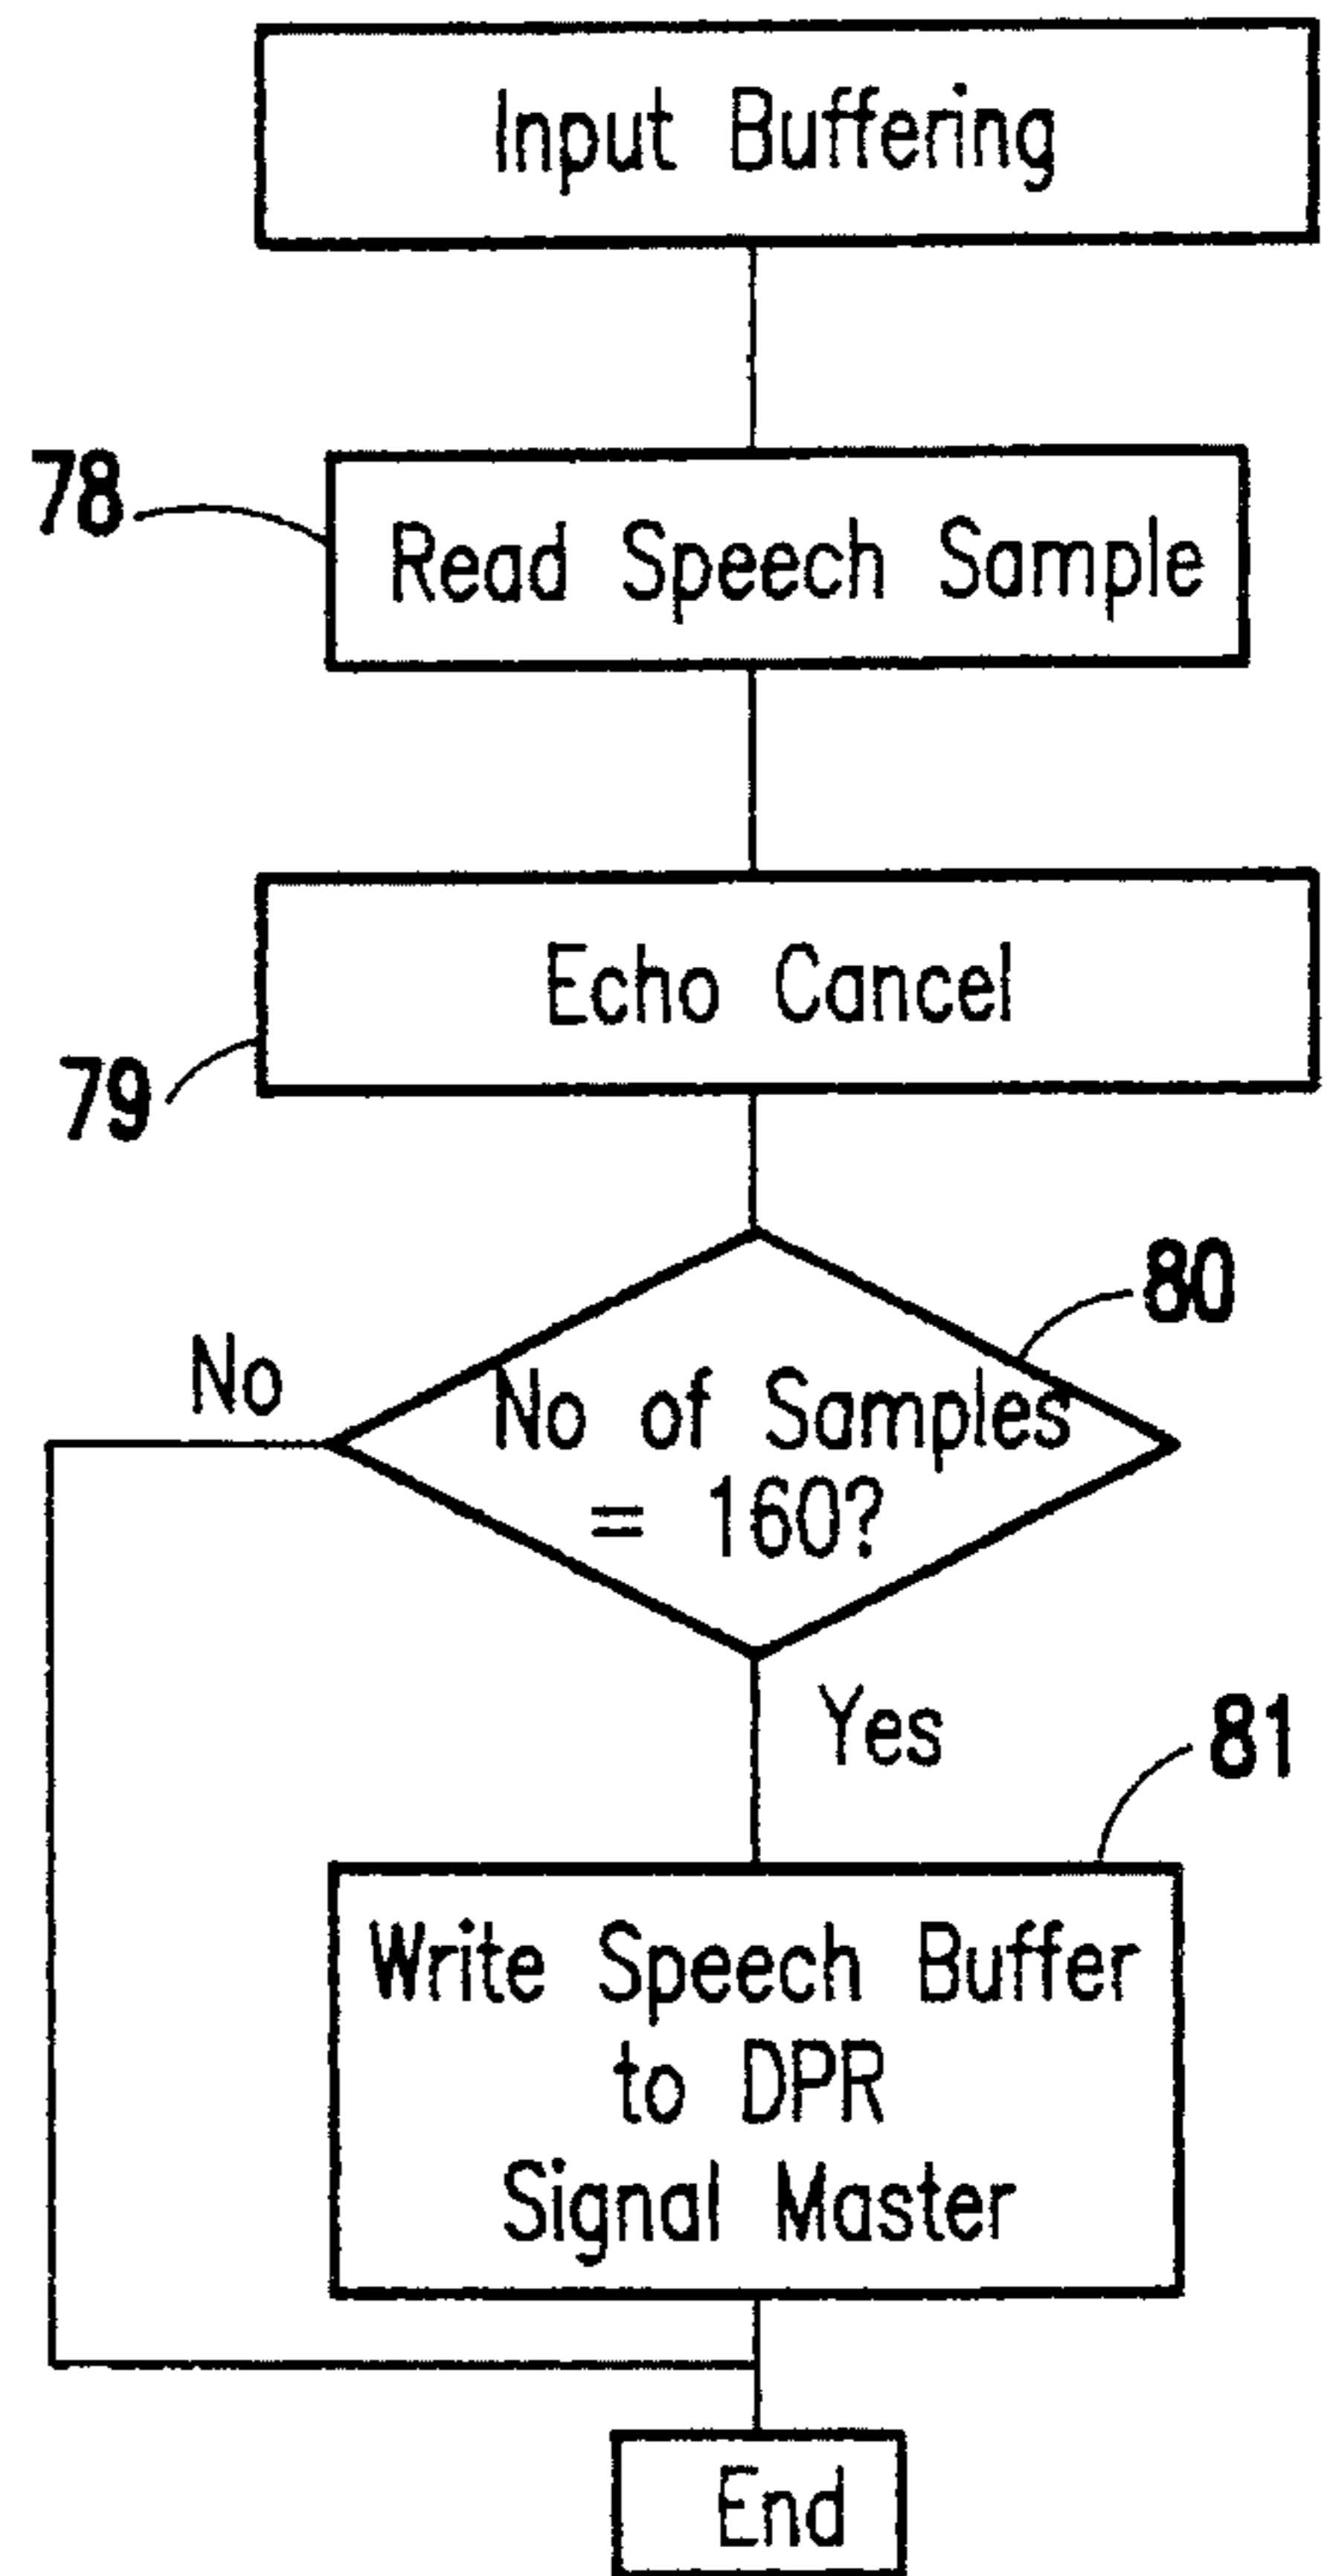 Input Buffering
78
Read Speech Sample
Echo Cancel
79
80
No
No of Samples
= 160?
Yes
81
Write Speech Buffer
to DPR
Signal Master
End